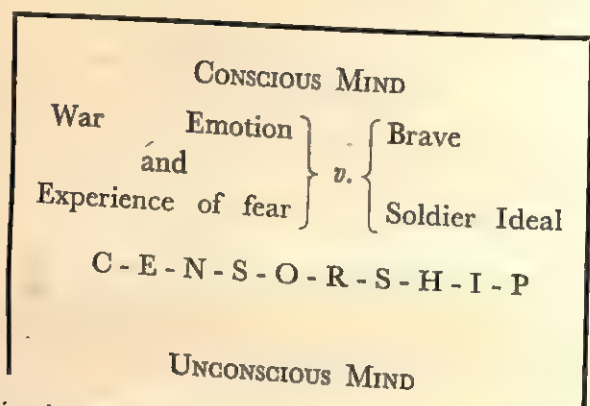 CONSCIOUS MIND
War Emotion } v. { Brave
and
Experience of fear Soldier Ideal
C - E - N - S - O - R - S - H - I - P
UNCONSCIOUS MIND